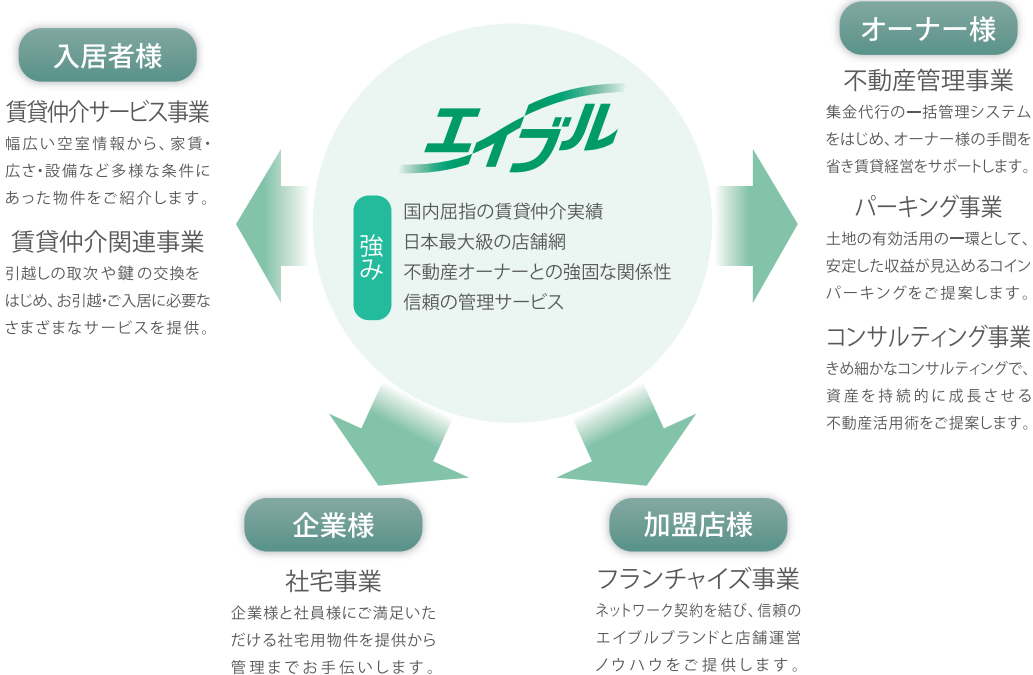 入居者様
賃貸仲介サービス事業
幅広い空室情報から、家賃・
広さ・設備など多様な条件に
あった物件をご紹介します。
賃貸仲介関連事業
引越しの取次や鍵の交換を
はじめ、お引越・ご入居に必要な
さまざまなサービスを提供。
エイブル
強み
国内屈指の賃貸仲介実績
日本最大級の店舗網
不動産オーナーとの強固な関係性
信頼の管理サービス
オーナー様
不動産管理事業
集金代行の一括管理システム
をはじめ、オーナー様の手間を
省き賃貸経営をサポートします。
パーキング事業
土地の有効活用の一環として、
安定した収益が見込めるコイン
パーキングをご提案します。
コンサルティング事業
きめ細かなコンサルティングで、
資産を持続的に成長させる
不動産活用術をご提案します。
企業様
社宅事業
企業様と社員様にご満足いた
だける社宅用物件を提供から
管理までお手伝いします。
加盟店様
フランチャイズ事業
ネットワーク契約を結び、信頼の
エイブルブランドと店舗運営
ノウハウをご提供します。